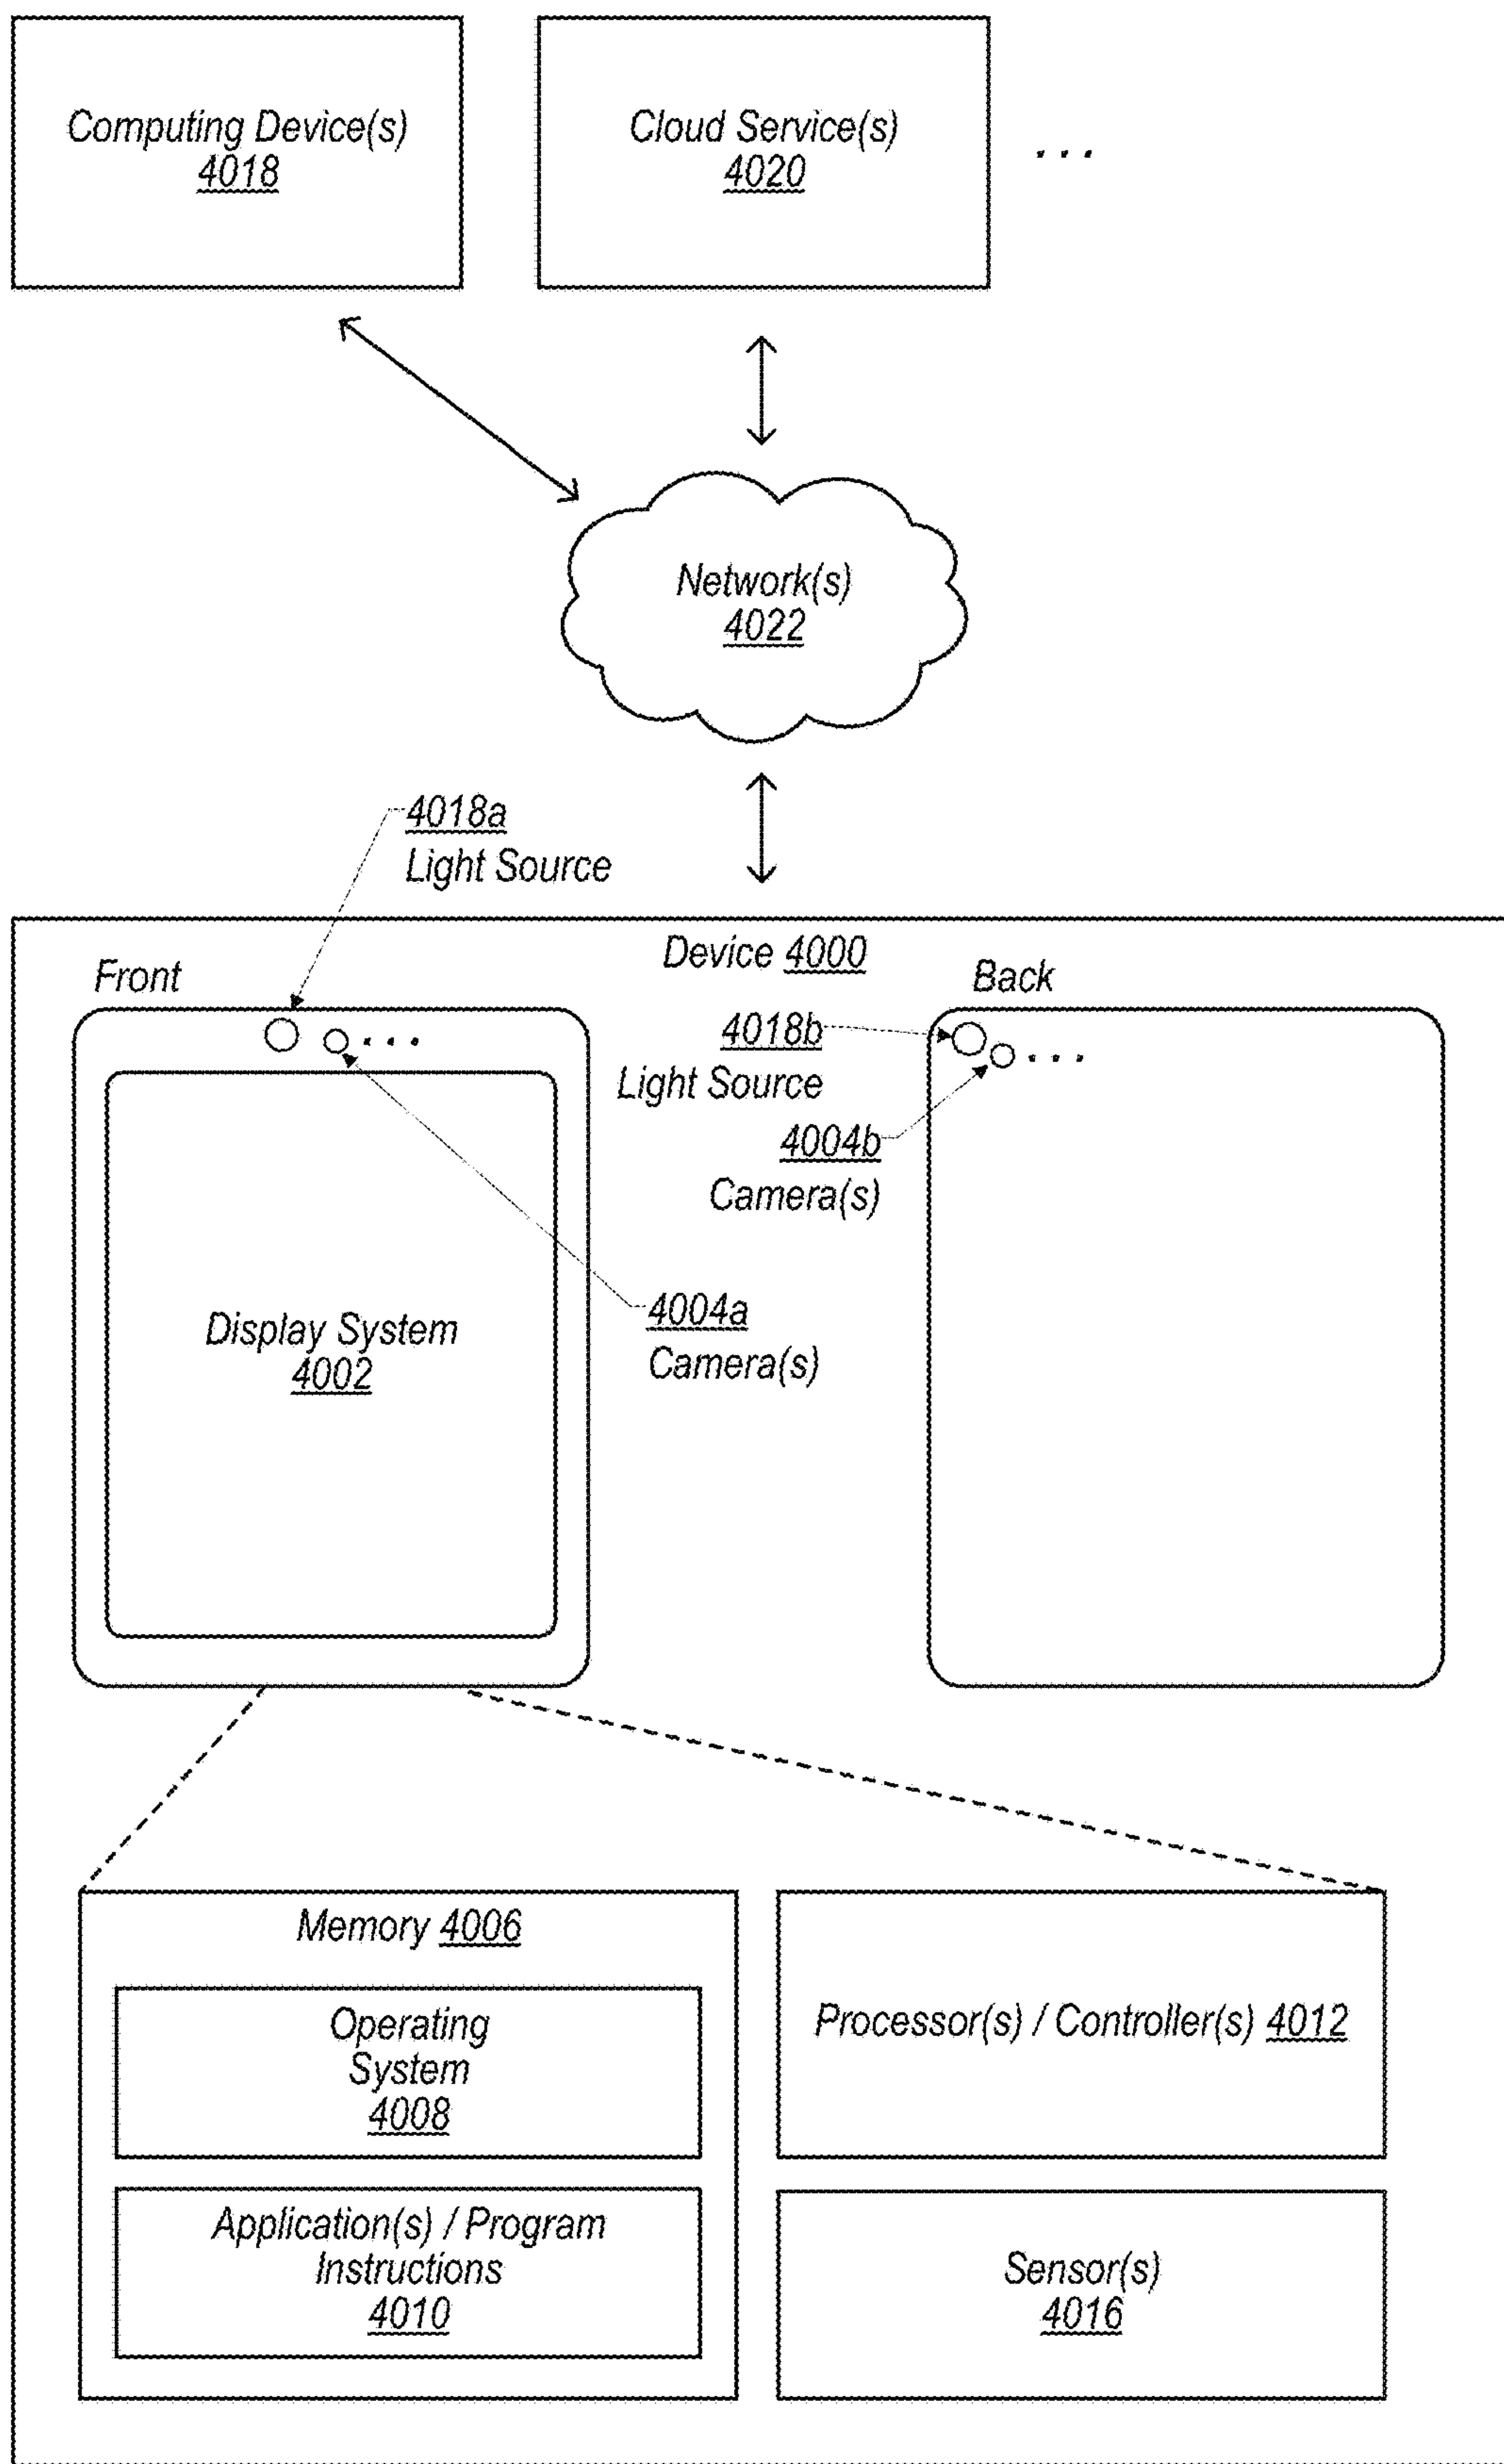 Computing Device(s)
4018
Cloud Service(s)
4020
...
Network(s)
4022
4018a
Light Source
Device 4000
Front
Back
...
4018b
Light Source
...
4004b
Camera(s)
4004a
Camera(s)
Display System
4002
Memory 4006
Operating
System
4008
Application(s) / Program
Instructions
4010
Processor(s) / Controller(s) 4012
Sensor(s)
4016